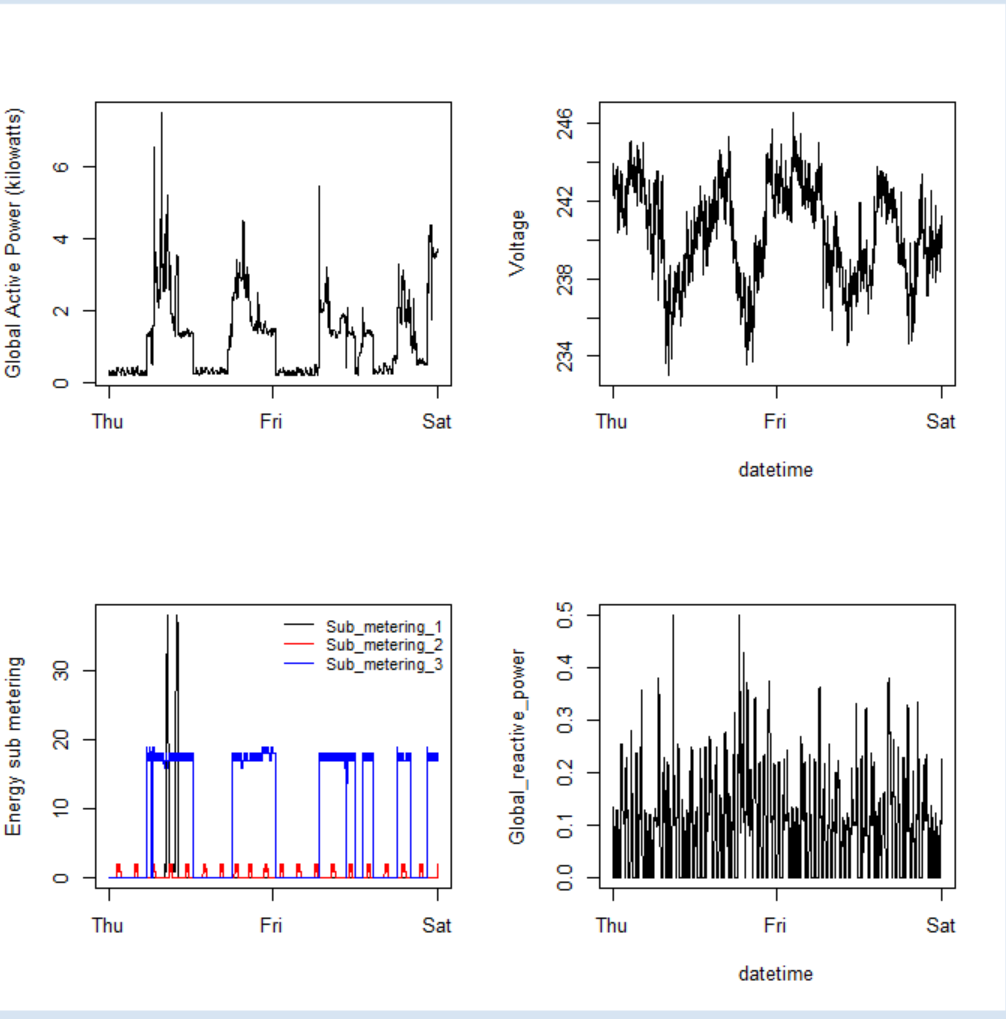 Global Active Power (kilowatts)
6
4
2
0
Thu Fri Sat
Voltage
246
242
238
234
Thu Fri Sat
datetime
Energy sub metering
30
20
10
0
Sub_metering_1
Sub_metering_2
Sub_metering_3
Thu Fri Sat
Global_reactive_power
0.5
0.4
0.3
0.2
0.1
0.0
Thu Fri Sat
datetime